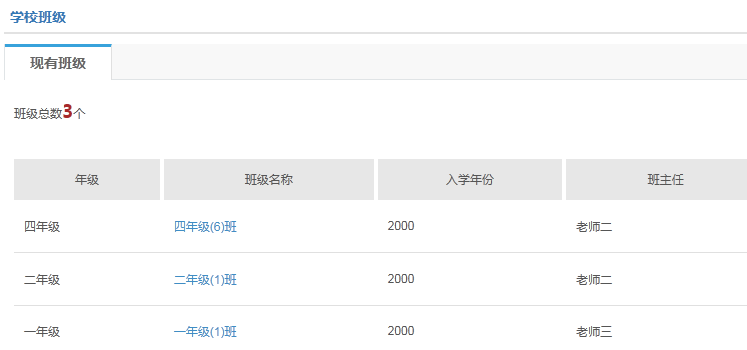 学校班级
现有班级
班级总数3个
年级 班级名称 入学年份 班主任
四年级 四年级(6)班 2000 老师二
二年级 二年级(1)班 2000 老师二
一年级 一年级(1)班 2000 老师三